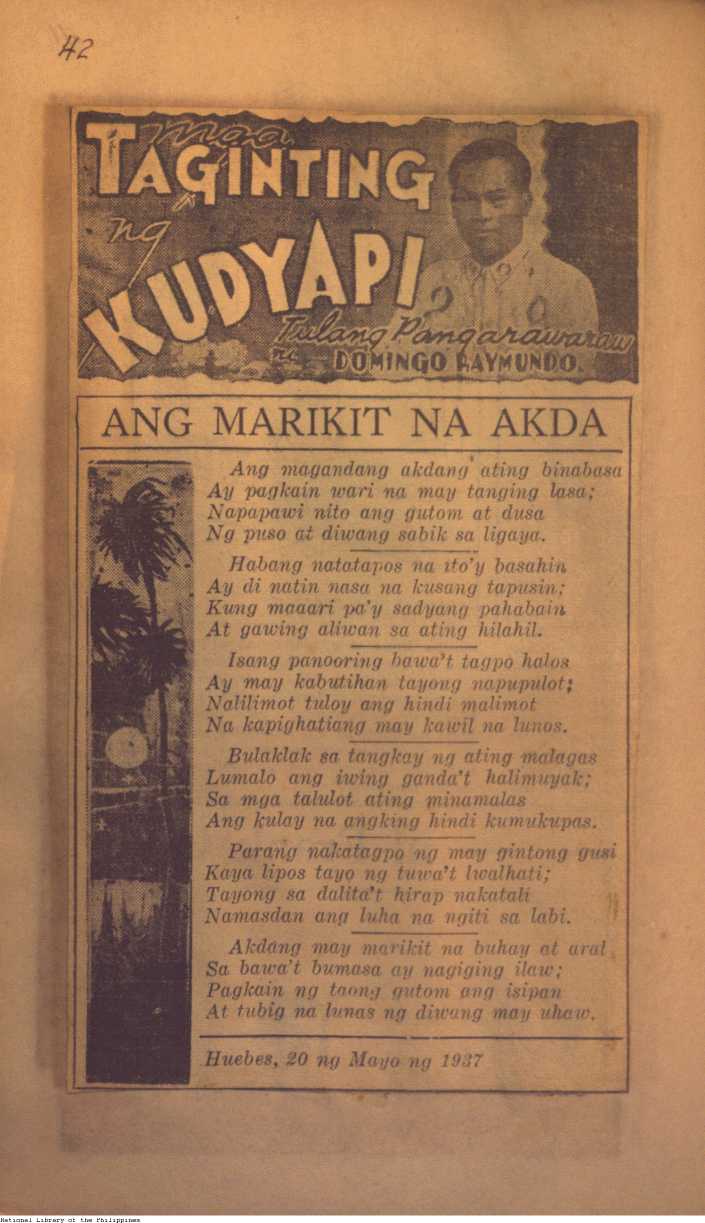 42
mga
TAGINTING
ng
KUDYAPI
Tulang Pangarawaraw
ni DOMINGO RAYMUNDO.
ANG MARIKIT NA AKDA
Ang magandang akdang ating binabasa
Ay pagkain wari na may tanging lasa;
Napapawi nito ang gutom at dusa
Ng puso at diwang sabik sa ligaya.
Habang natatapos na ito'y basahin
Ay di natin nasa na kusang tapusin;
Kung maaari pa'y sadyang pahabain
At gawing aliwan sa ating hilahil.
Isang panooring bawa't tagpo halos
Ay may kabutihan tayong napupulot;
Nalilimot tuloy ang hindi malimot
Na kapighatiang may kawil na lunos.
Bulaklak sa tangkay ng ating malagas
Lumalo ang iwing ganda't halimuyak;
Sa mga talulot ating minamalas
Ang kulay na angking hindi kumukupas.
Parang nakatagpo ng may gintong gusi
Kaya lipos tayo ng tuwa't lwalhati;
Tayong sa dalita't hirap nakatali
Namasdan ang luha na ngiti sa labi.
Akdang may marikit na buhay at aral
Sa bawa't bumasa ay nagiging ilaw;
Pagkain ng taong gutom ang isipan
At tubig na lunas ng diwang may uhaw.
Huebes, 20 ng Mayo ng 1937
National Library of the Philippines